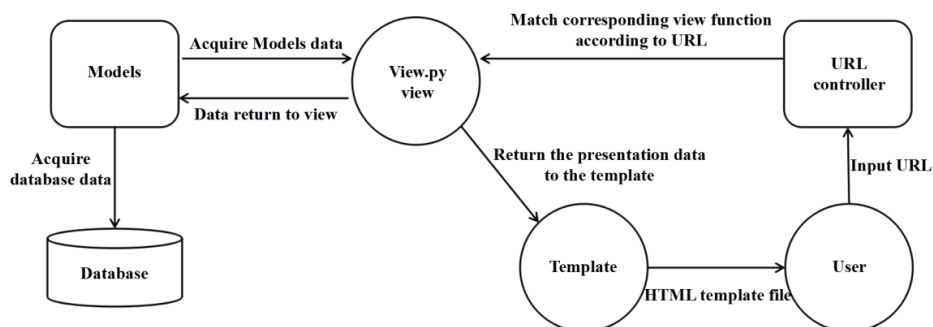 Match corresponding view function
according to URL
Acquire Models data
Models
View.py
view
URL
controller
Data return to view
Acquire
database data
Return the presentation data
to the template
Input URL
Database
Template
User
HTML template file